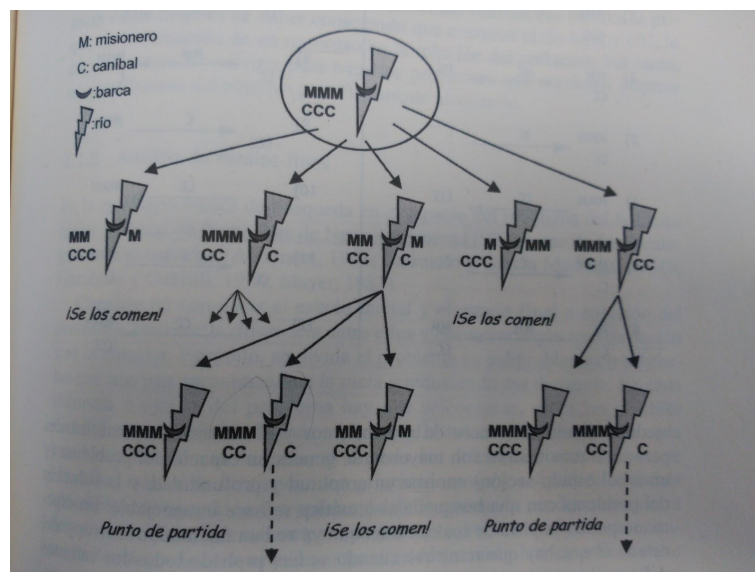 M: misionero
C: caníbal
:barca
:río
MMM
CCC
MM M
CCC
MMM
CC C
MM M
CC C
M MM
CCC
MMM
C CC
¡Se los comen!
¡Se los comen!
MMM
CCC
MMM
CC C
MM M
CCC
MMM
CCC
MMM
CC C
Punto de partida
¡Se los comen!
Punto de partida